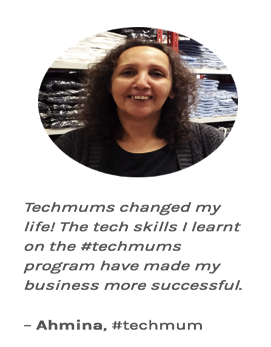 Techmums changed my
life! The tech skills I learnt
on the #techmums
program have made my
business more successful.
– Ahmina, #techmum